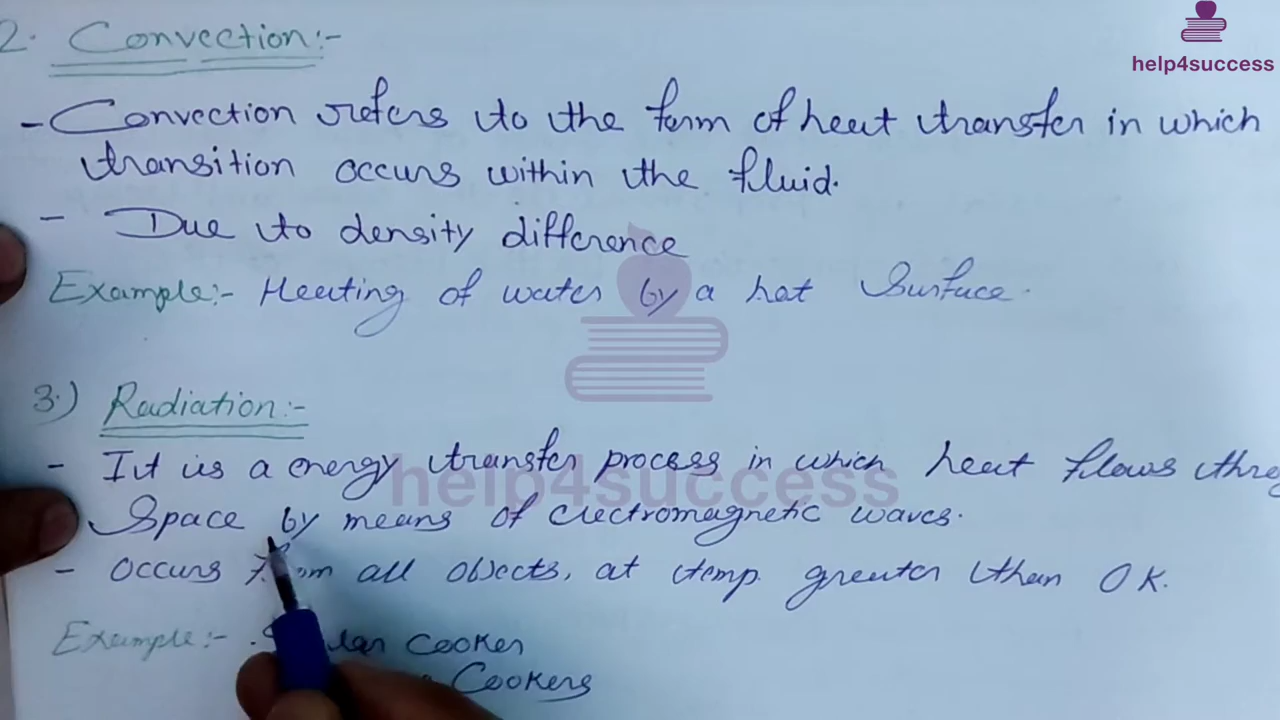 help4success
2. Convection:-
- Convection refers to the form of heat transfer in which
transition occurs within the fluid.
- Due to density difference
Example:- Heating of water by a hot Surface.
3.) Radiation:-
- It is a energy transfer process in which heat flows thro
Space by means of electromagnetic waves.
- Occurs from all objects, at temp. greater than 0 K.
Example:- . cooker
Cookers
help4success